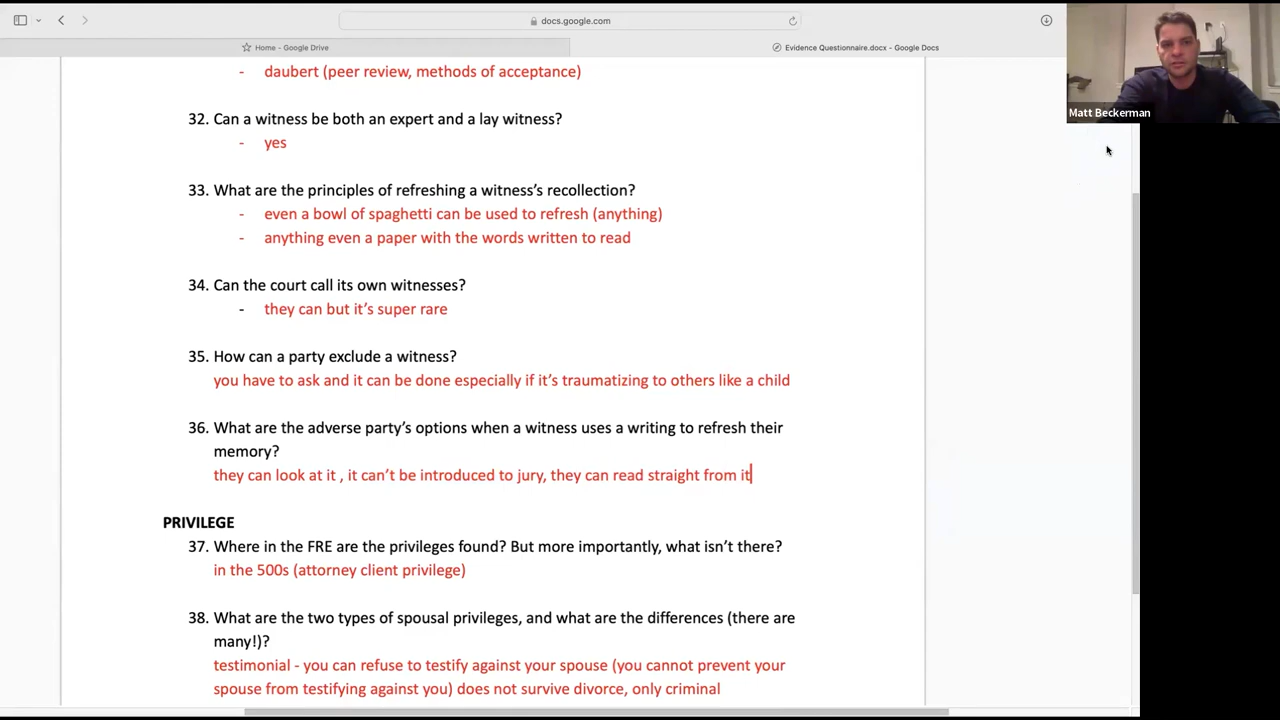 docs.google.com
Home - Google Drive
Evidence Questionnaire.docx - Google Docs
Matt Beckerman
- daubert (peer review, methods of acceptance)
32. Can a witness be both an expert and a lay witness?
- yes
33. What are the principles of refreshing a witness’s recollection?
- even a bowl of spaghetti can be used to refresh (anything)
- anything even a paper with the words written to read
34. Can the court call its own witnesses?
- they can but it’s super rare
35. How can a party exclude a witness?
you have to ask and it can be done especially if it’s traumatizing to others like a child
36. What are the adverse party’s options when a witness uses a writing to refresh their
memory?
they can look at it , it can’t be introduced to jury, they can read straight from it
PRIVILEGE
37. Where in the FRE are the privileges found? But more importantly, what isn’t there?
in the 500s (attorney client privilege)
38. What are the two types of spousal privileges, and what are the differences (there are
many!)?
testimonial - you can refuse to testify against your spouse (you cannot prevent your
spouse from testifying against you) does not survive divorce, only criminal